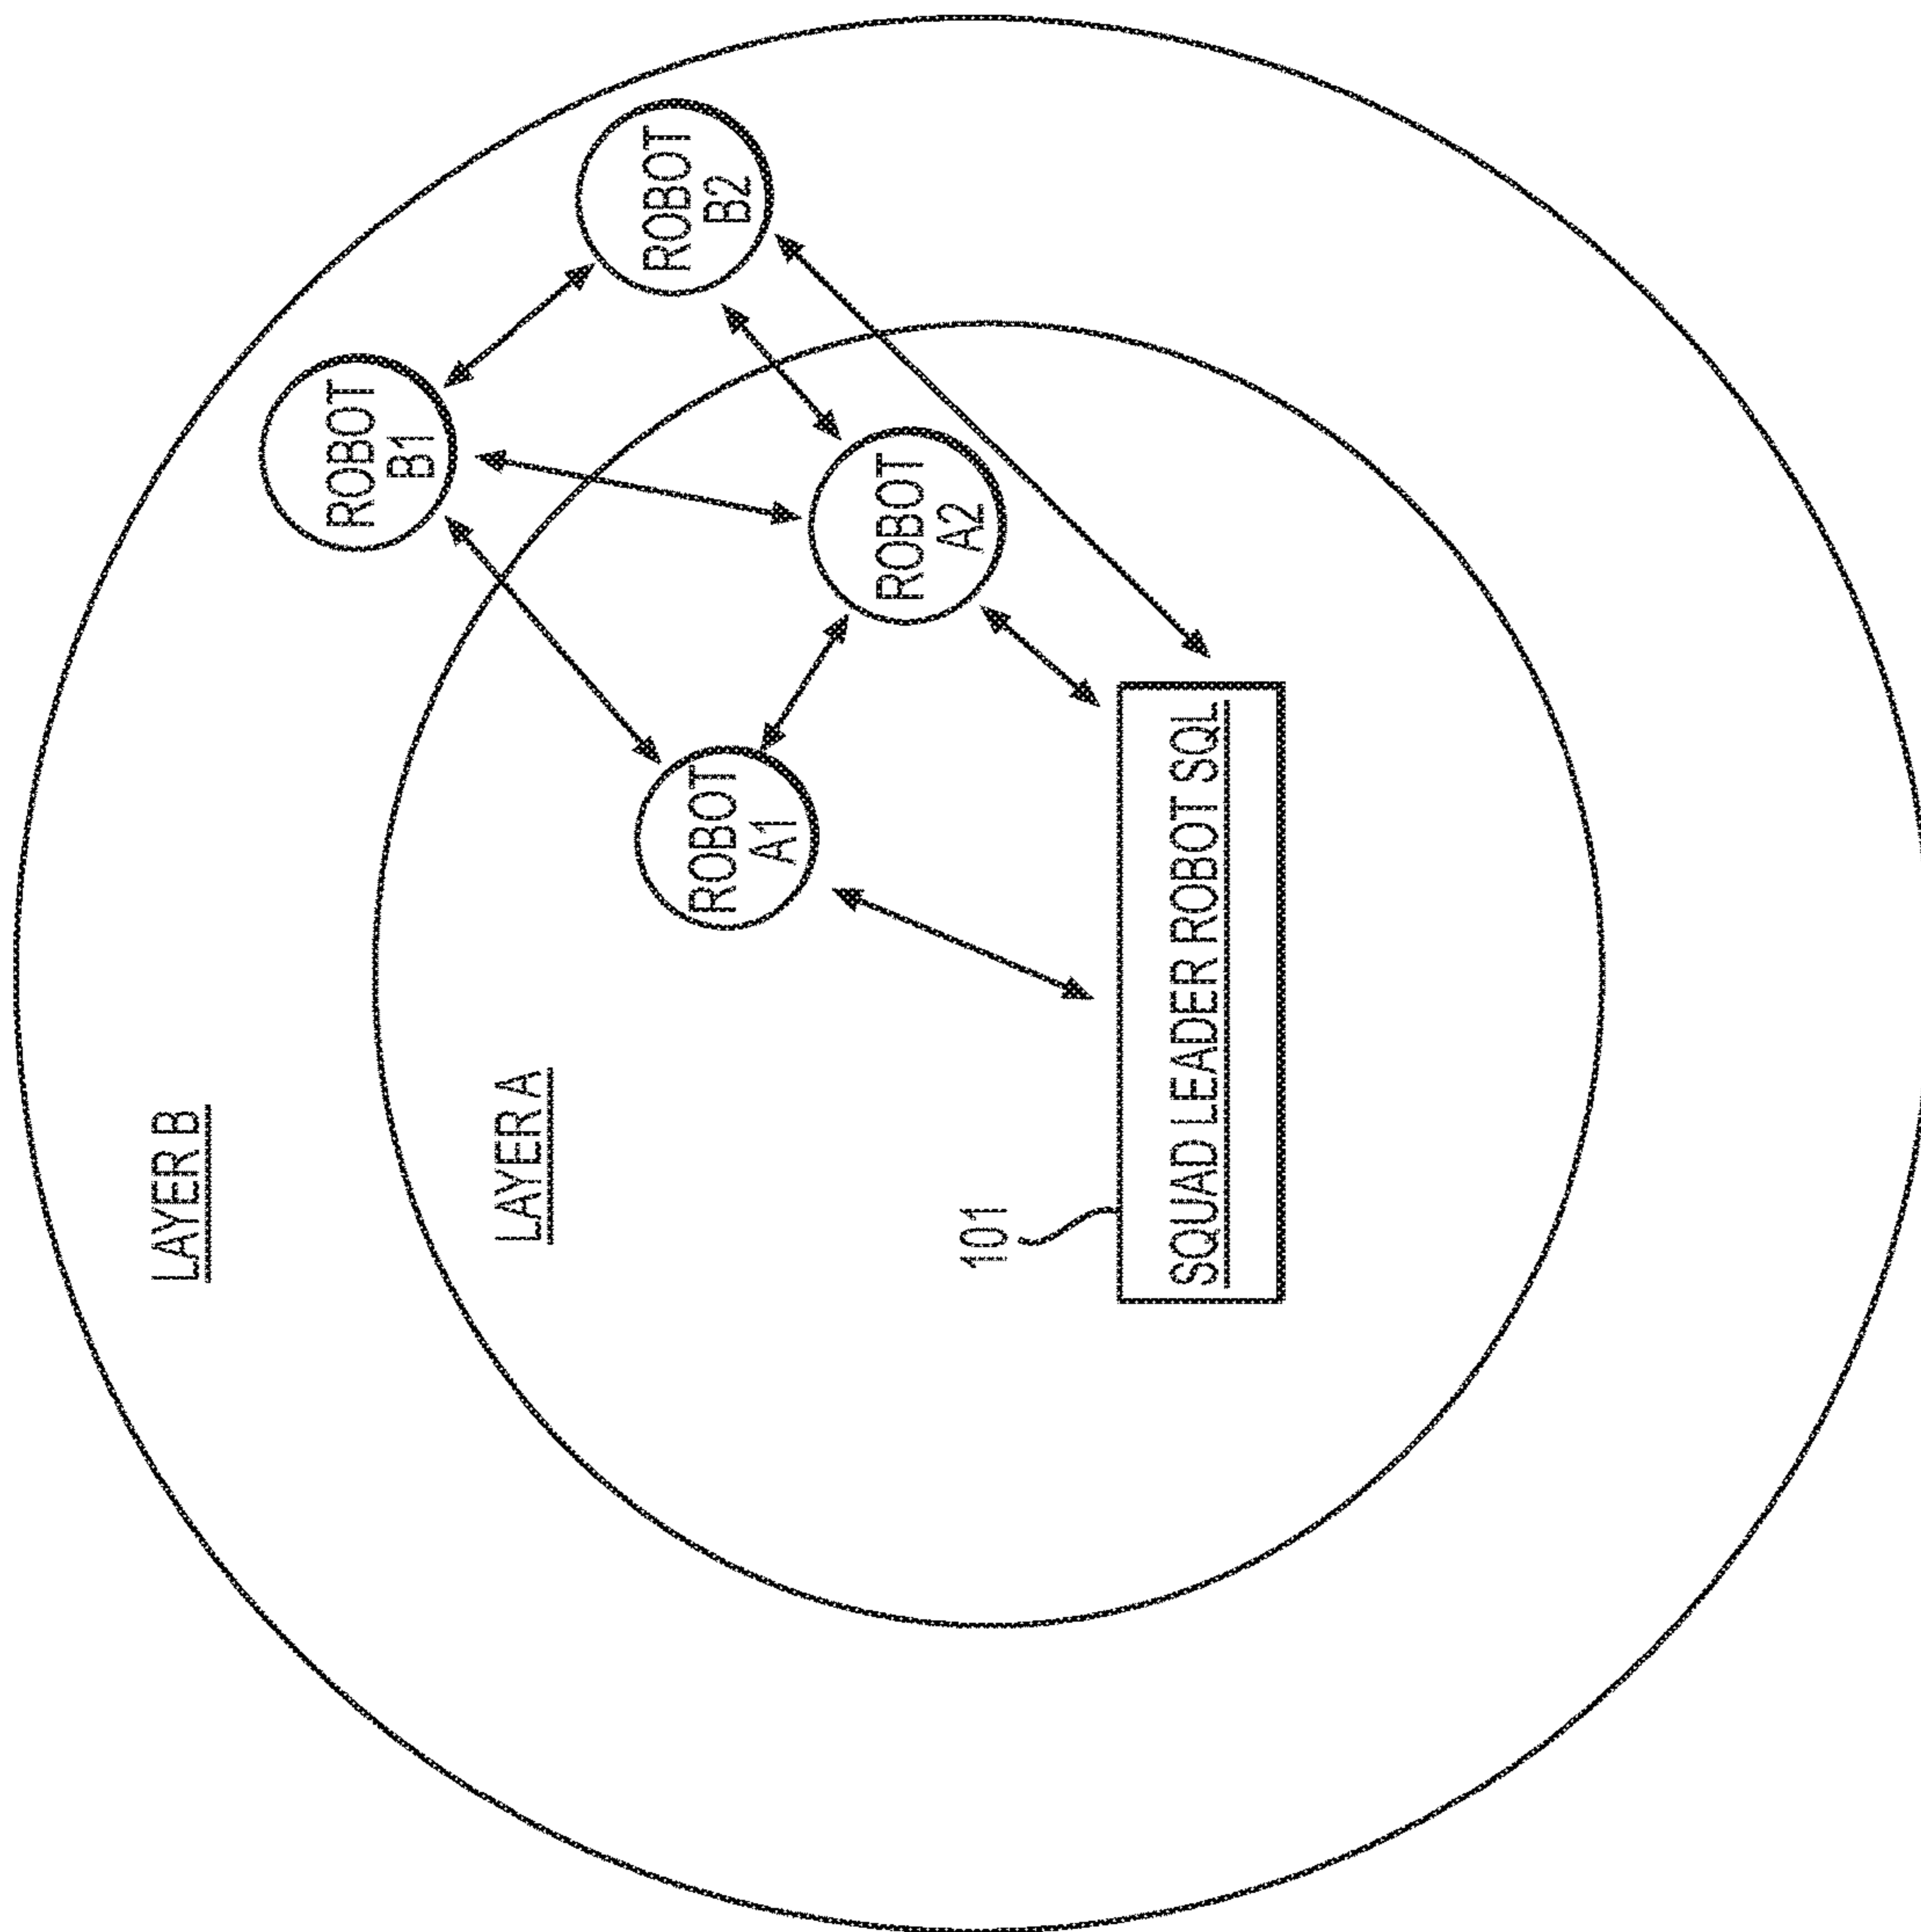 LAYER B
ROBOT
B1
LAYER A
ROBOT
B2
ROBOT
A1
ROBOT
A2
101
SQUAD LEADER ROBOT SQL